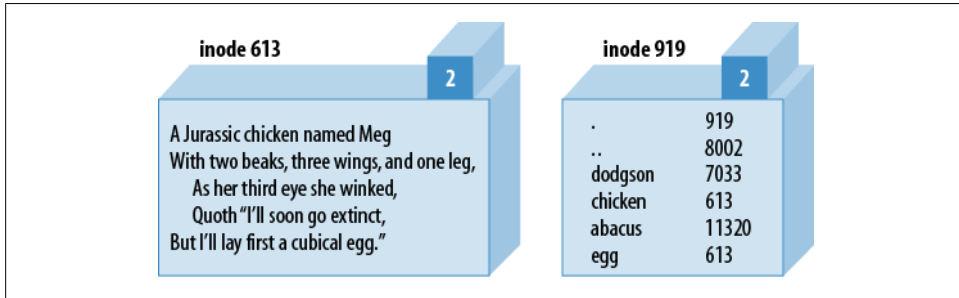 inode 613
2
A Jurassic chicken named Meg
With two beaks, three wings, and one leg,
As her third eye she winked,
Quoth "I'll soon go extinct,
But I'll lay first a cubical egg."
inode 919
2
. 919
.. 8002
dodgson 7033
chicken 613
abacus 11320
egg 613